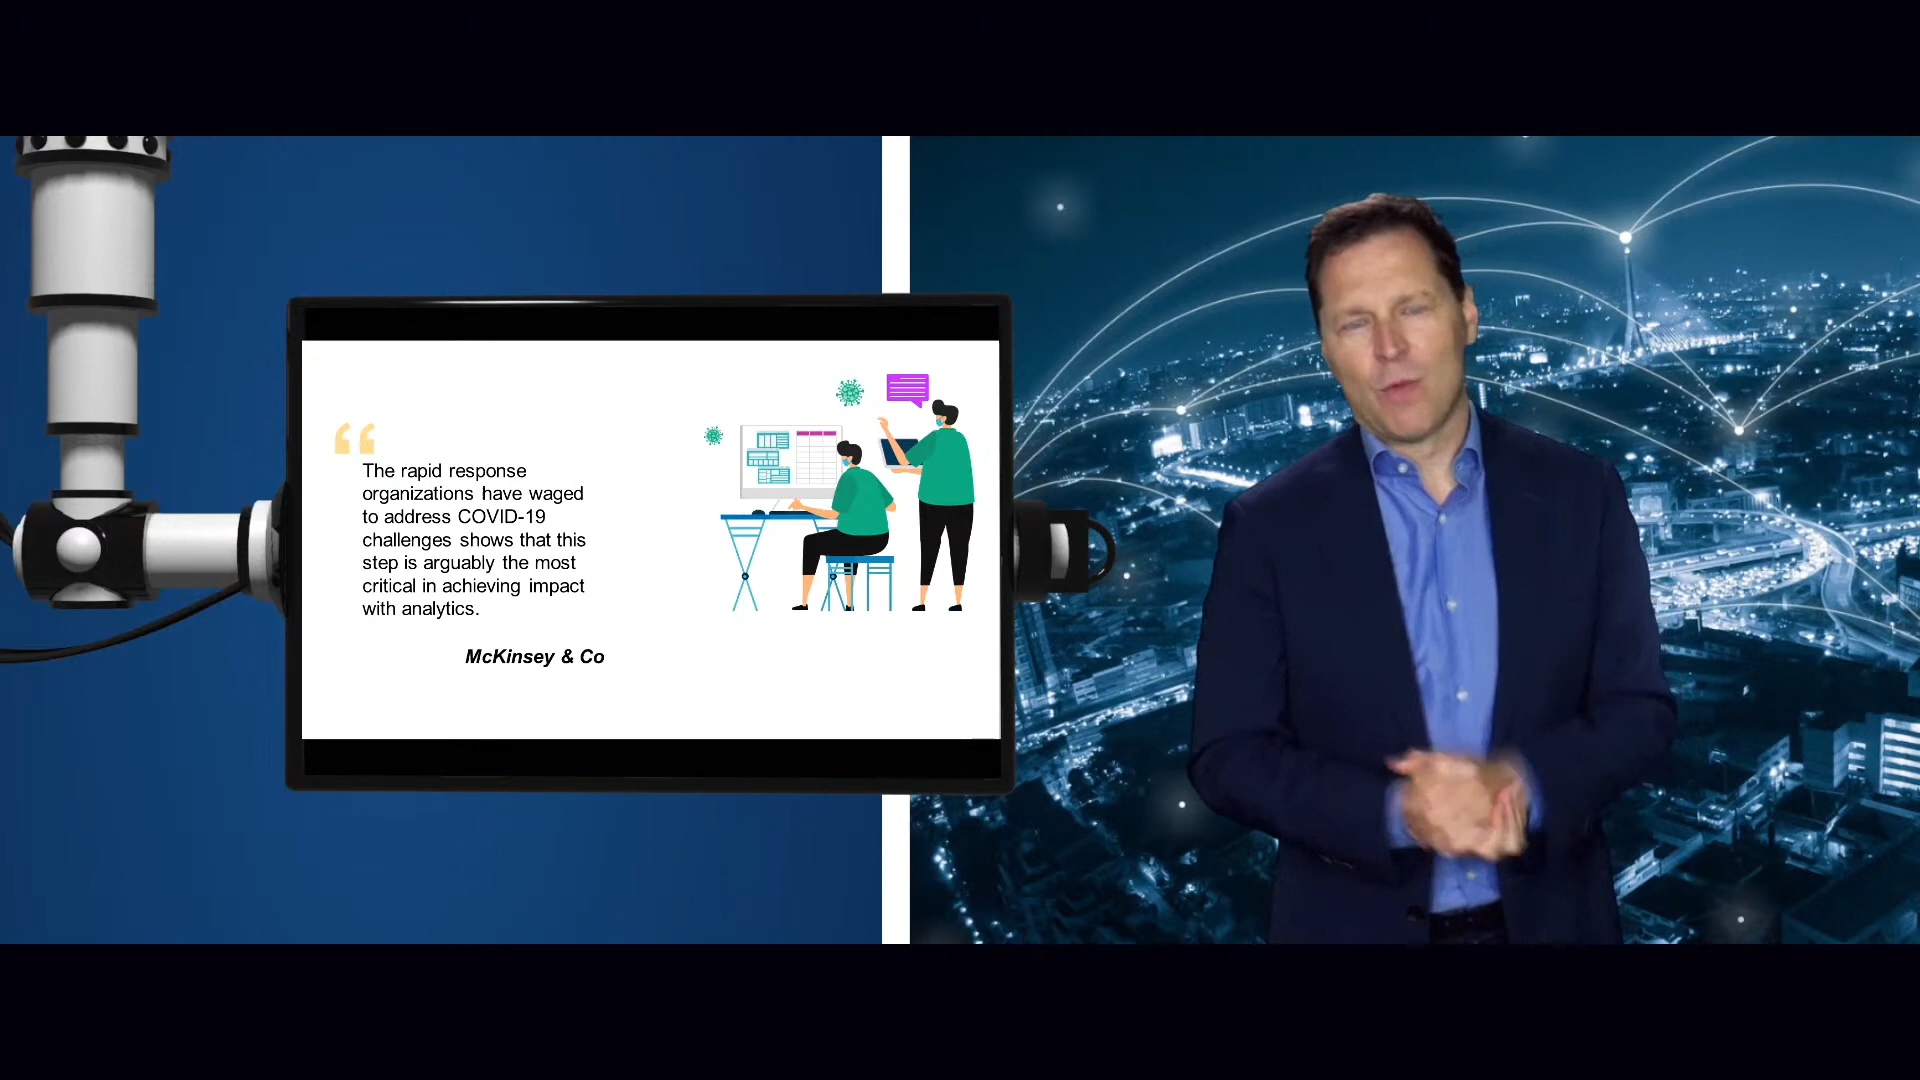 The rapid response
organizations have waged
to address COVID-19
challenges shows that this
step is arguably the most
critical in achieving impact
with analytics.
McKinsey & Co